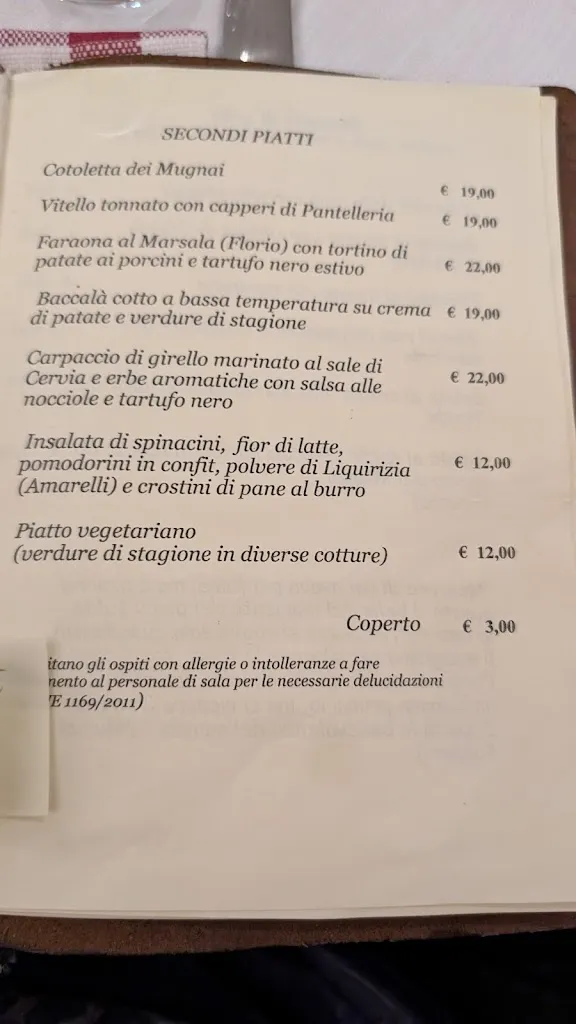 SECONDI PIATTI
Cotoletta dei Mugnai € 19,00
Vitello tonnato con capperi di Pantelleria € 19,00
Faraona al Marsala (Florio) con tortino di
patate ai porcini e tartufo nero estivo € 22,00
Baccalà cotto a bassa temperatura su crema € 19,00
di patate e verdure di stagione
Carpaccio di girello marinato al sale di
Cervia e erbe aromatiche con salsa alle € 22,00
nocciole e tartufo nero
Insalata di spinacini, fior di latte,
pomodorini in confit, polvere di Liquirizia € 12,00
(Amarelli) e crostini di pane al burro
Piatto vegetariano
(verdure di stagione in diverse cotture) € 12,00
Coperto € 3,00
gli ospiti con allergie o intolleranze a fare
al personale di sala per le necessarie delucidazioni
1169/2011)